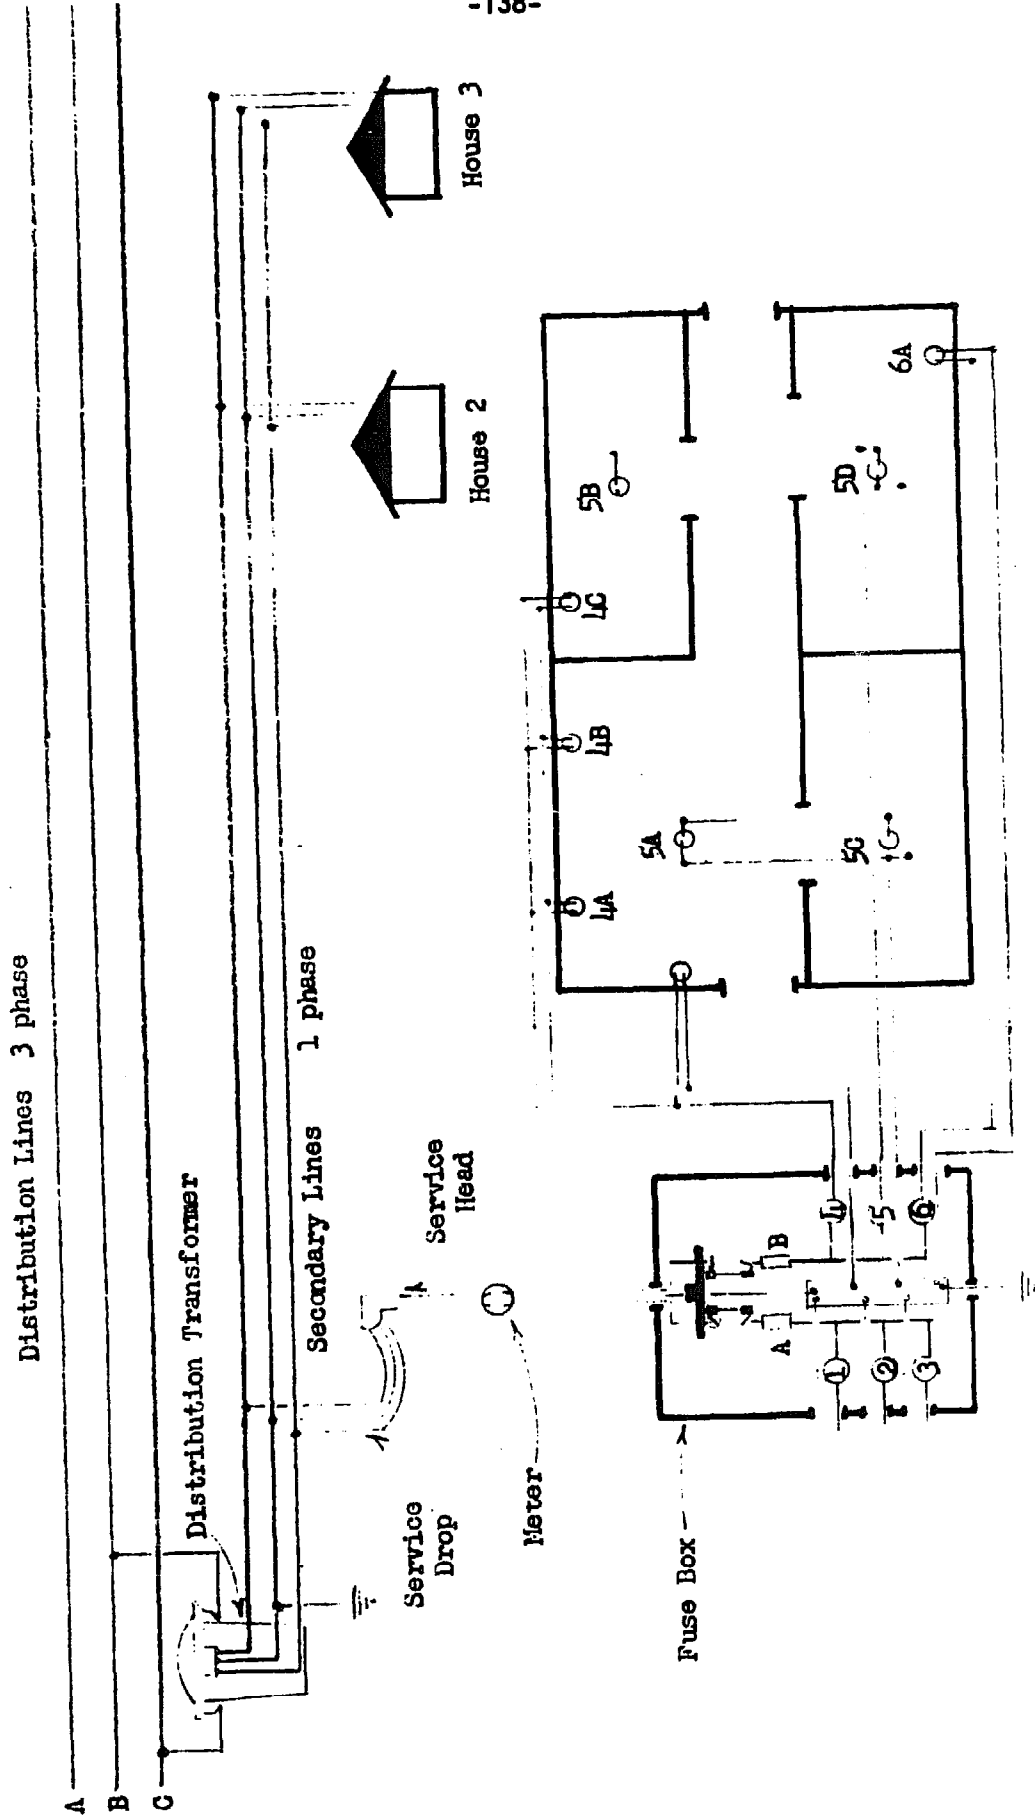 -138-
Distribution Lines 3 phase
A
B
C
Distribution Transformer
Secondary Lines 1 phase
Service
Drop
Service
Head
Meter
House 2
House 3
Fuse Box
A
B
1
2
3
4
5
6
4A
4B
4C
5A
5B
5C
5D
6A